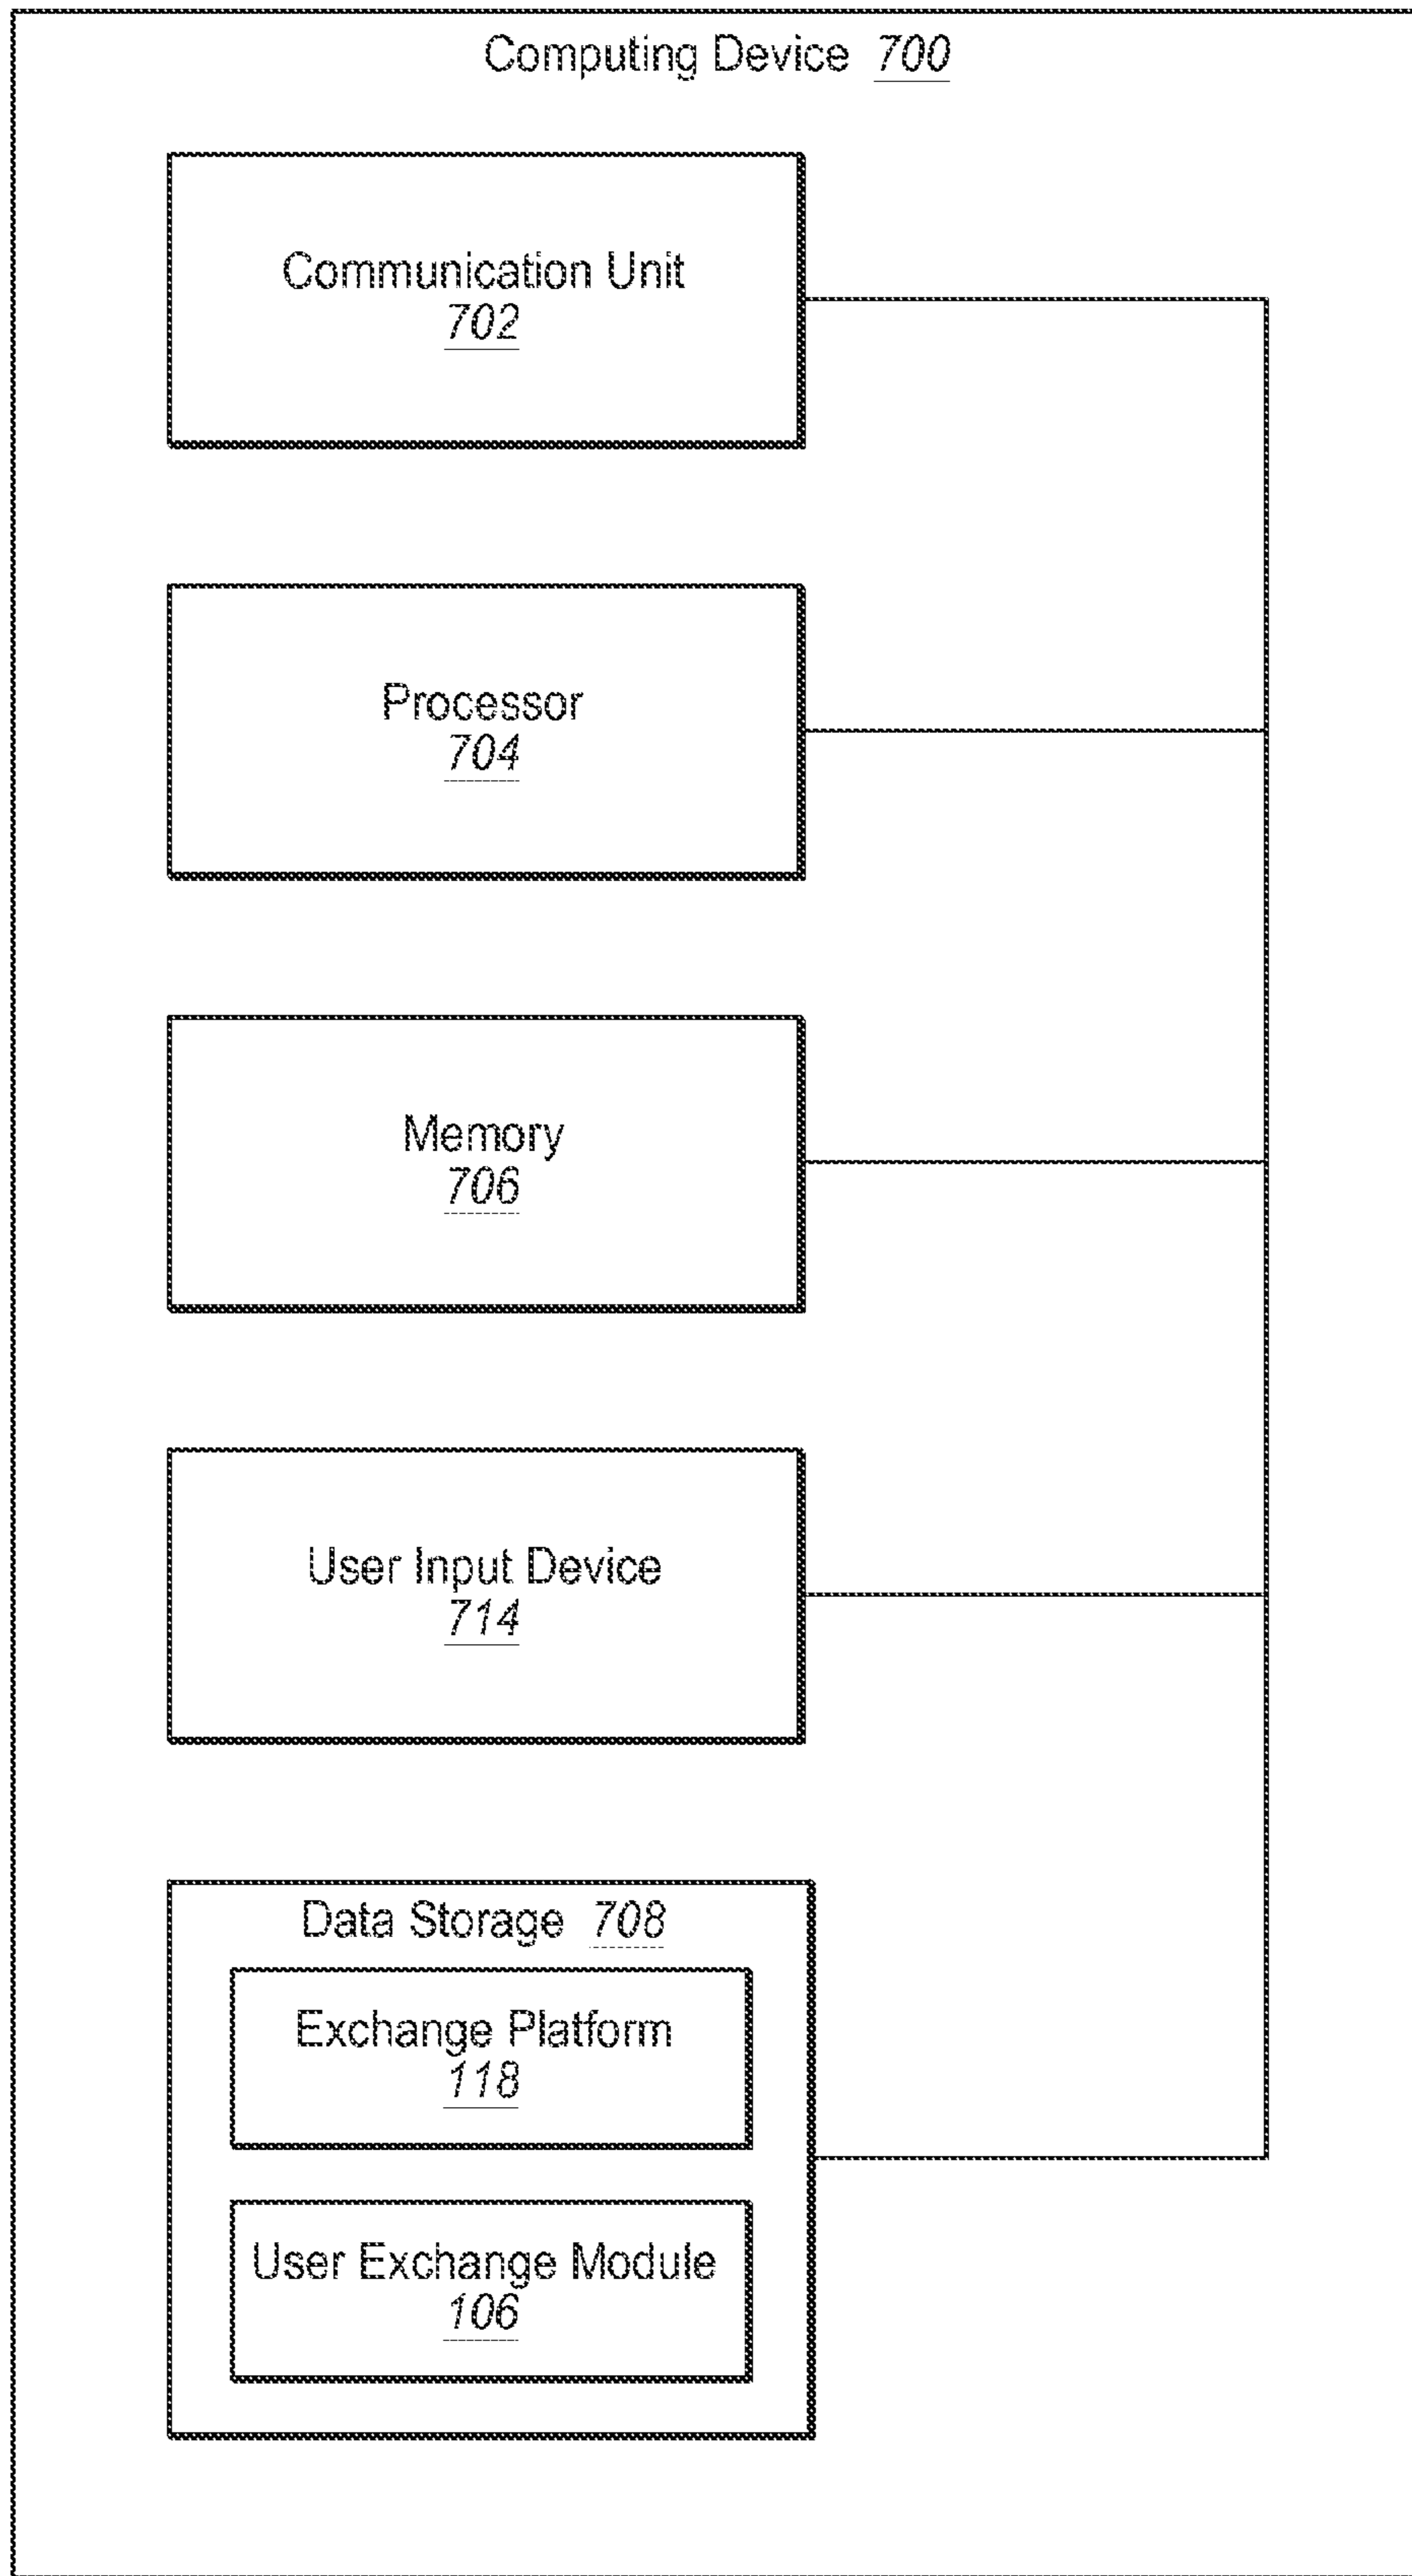 Computing Device 700
Communication Unit
702
Processor
704
Memory
706
User Input Device
714
Data Storage 708
Exchange Platform
118
User Exchange Module
106